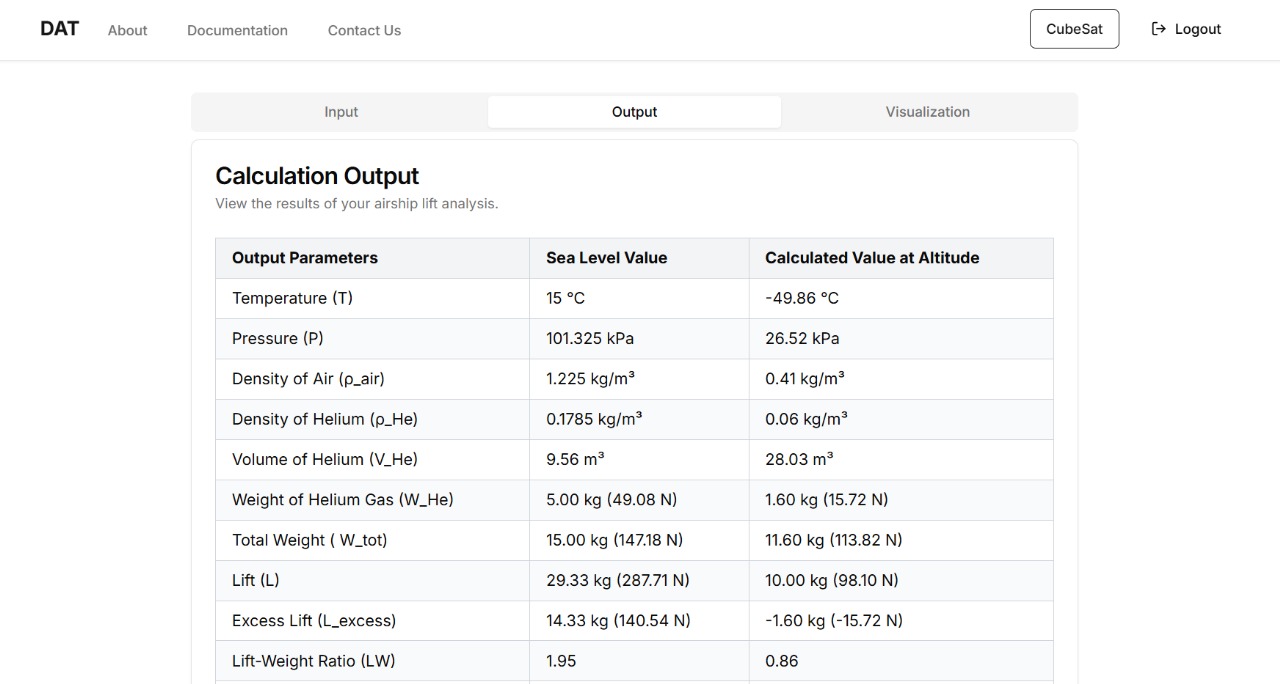 DAT About Documentation Contact Us CubeSat Logout
Input Output Visualization
Calculation Output
View the results of your airship lift analysis.
Output Parameters Sea Level Value Calculated Value at Altitude
Temperature (T) 15 °C -49.86 °C
Pressure (P) 101.325 kPa 26.52 kPa
Density of Air (ρ_air) 1.225 kg/m³ 0.41 kg/m³
Density of Helium (ρ_He) 0.1785 kg/m³ 0.06 kg/m³
Volume of Helium (V_He) 9.56 m³ 28.03 m³
Weight of Helium Gas (W_He) 5.00 kg (49.08 N) 1.60 kg (15.72 N)
Total Weight ( W_tot) 15.00 kg (147.18 N) 11.60 kg (113.82 N)
Lift (L) 29.33 kg (287.71 N) 10.00 kg (98.10 N)
Excess Lift (L_excess) 14.33 kg (140.54 N) -1.60 kg (-15.72 N)
Lift-Weight Ratio (LW) 1.95 0.86